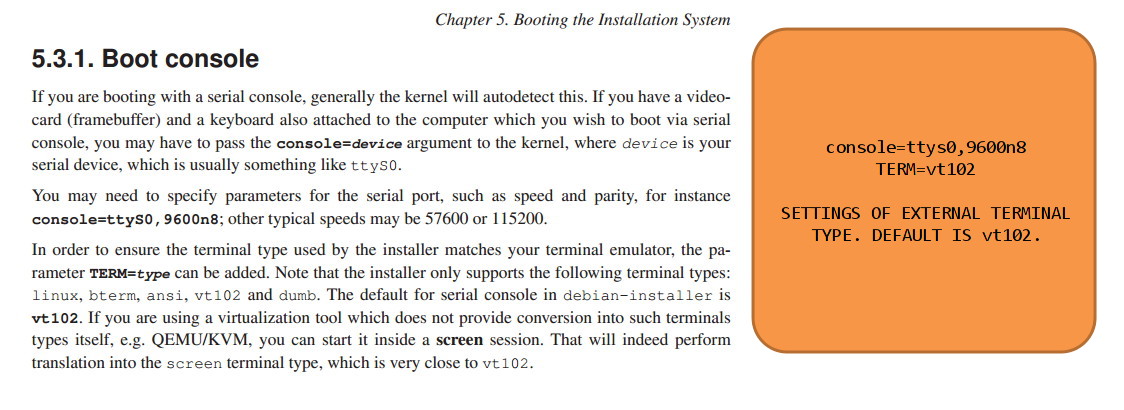 Chapter 5. Booting the Installation System
5.3.1. Boot console
If you are booting with a serial console, generally the kernel will autodetect this. If you have a video-
card (framebuffer) and a keyboard also attached to the computer which you wish to boot via serial
console, you may have to pass the console=device argument to the kernel, where device is your
serial device, which is usually something like ttyS0.
You may need to specify parameters for the serial port, such as speed and parity, for instance
console=ttyS0,9600n8; other typical speeds may be 57600 or 115200.
In order to ensure the terminal type used by the installer matches your terminal emulator, the pa-
rameter TERM=type can be added. Note that the installer only supports the following terminal types:
linux, bterm, ansi, vt102 and dumb. The default for serial console in debian-installer is
vt102. If you are using a virtualization tool which does not provide conversion into such terminals
types itself, e.g. QEMU/KVM, you can start it inside a screen session. That will indeed perform
translation into the screen terminal type, which is very close to vt102.
console=ttys0,9600n8
TERM=vt102
SETTINGS OF EXTERNAL TERMINAL
TYPE. DEFAULT IS vt102.